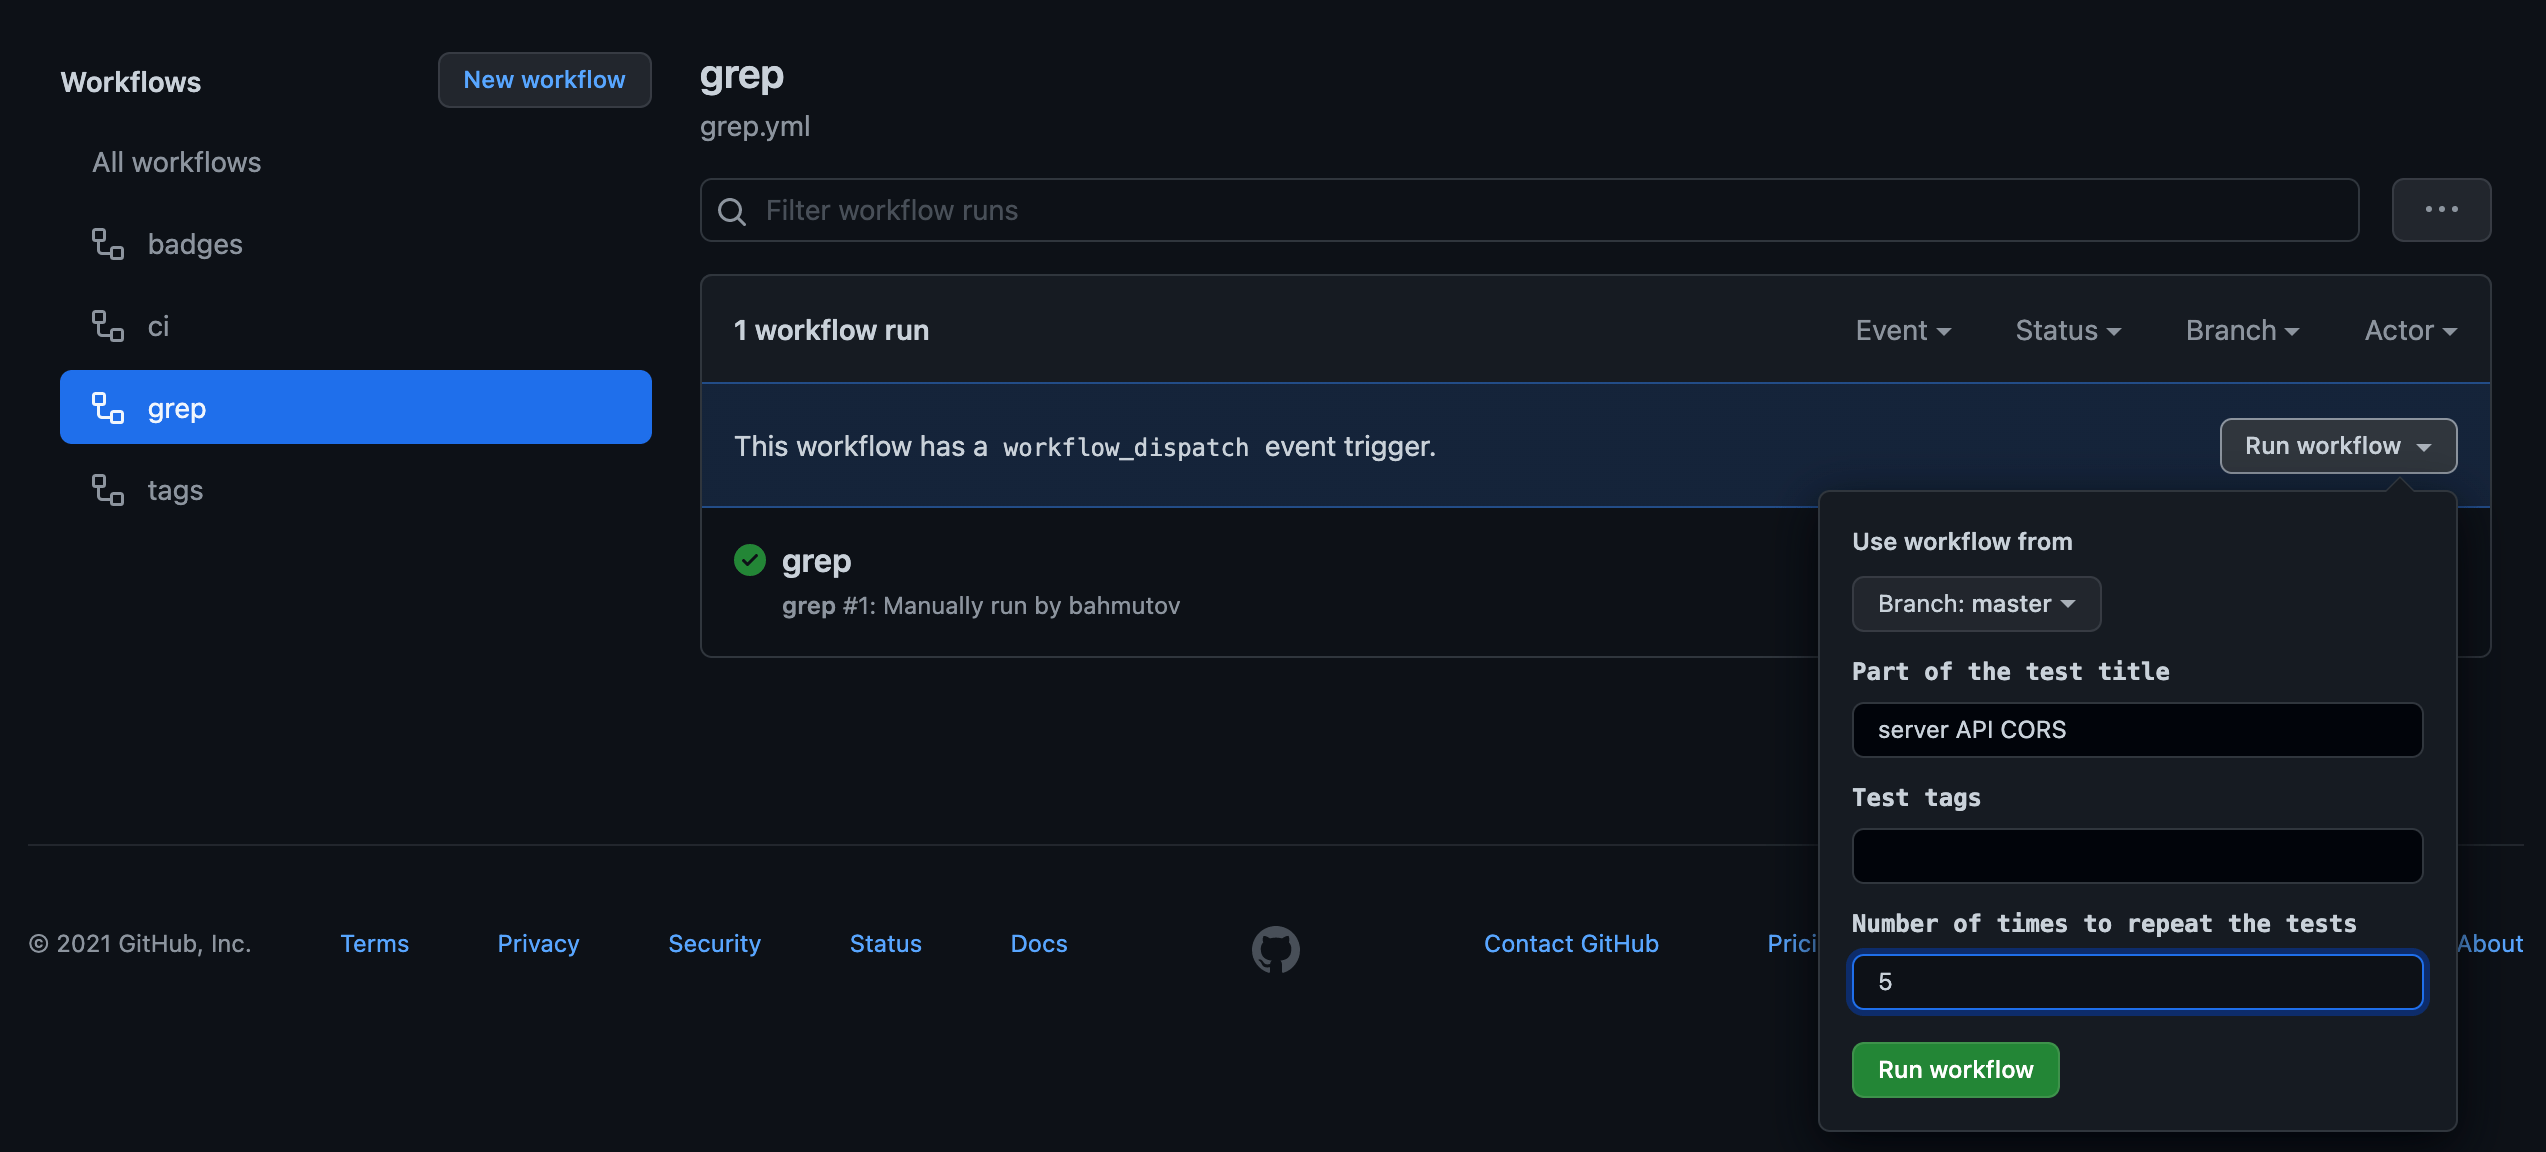 Workflows
New workflow
All workflows
badges
ci
grep
tags
grep
grep.yml
Filter workflow runs
1 workflow run
Event
Status
Branch
Actor
This workflow has a workflow_dispatch event trigger.
Run workflow
grep
grep #1: Manually run by bahmutov
Use workflow from
Branch: master
Part of the test title
server API CORS
Test tags
Number of times to repeat the tests
5
Run workflow
© 2021 GitHub, Inc.
Terms
Privacy
Security
Status
Docs
Contact GitHub
Prici
About